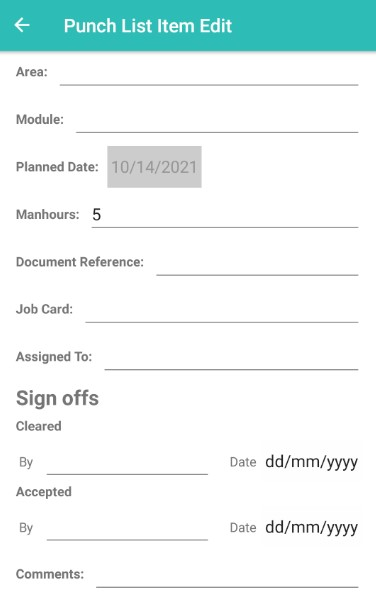 Punch List Item Edit
Area:
Module:
Planned Date: 10/14/2021
Manhours: 5
Document Reference:
Job Card:
Assigned To:
Sign offs
Cleared
By Date dd/mm/yyyy
Accepted
By Date dd/mm/yyyy
Comments: